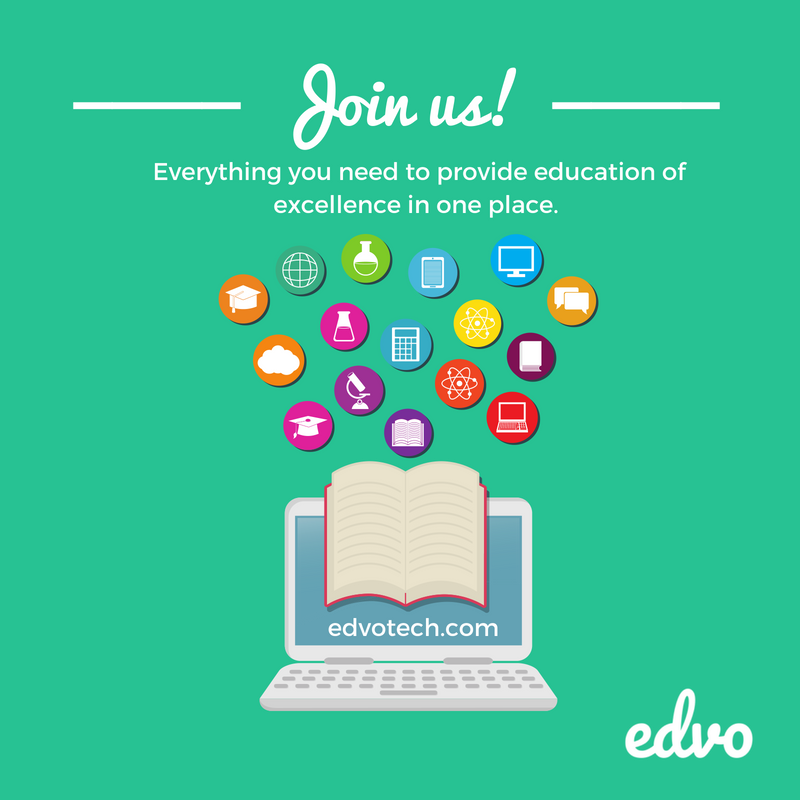 Join us!
Everything you need to provide education of
excellence in one place.
edvotech.com
edvo